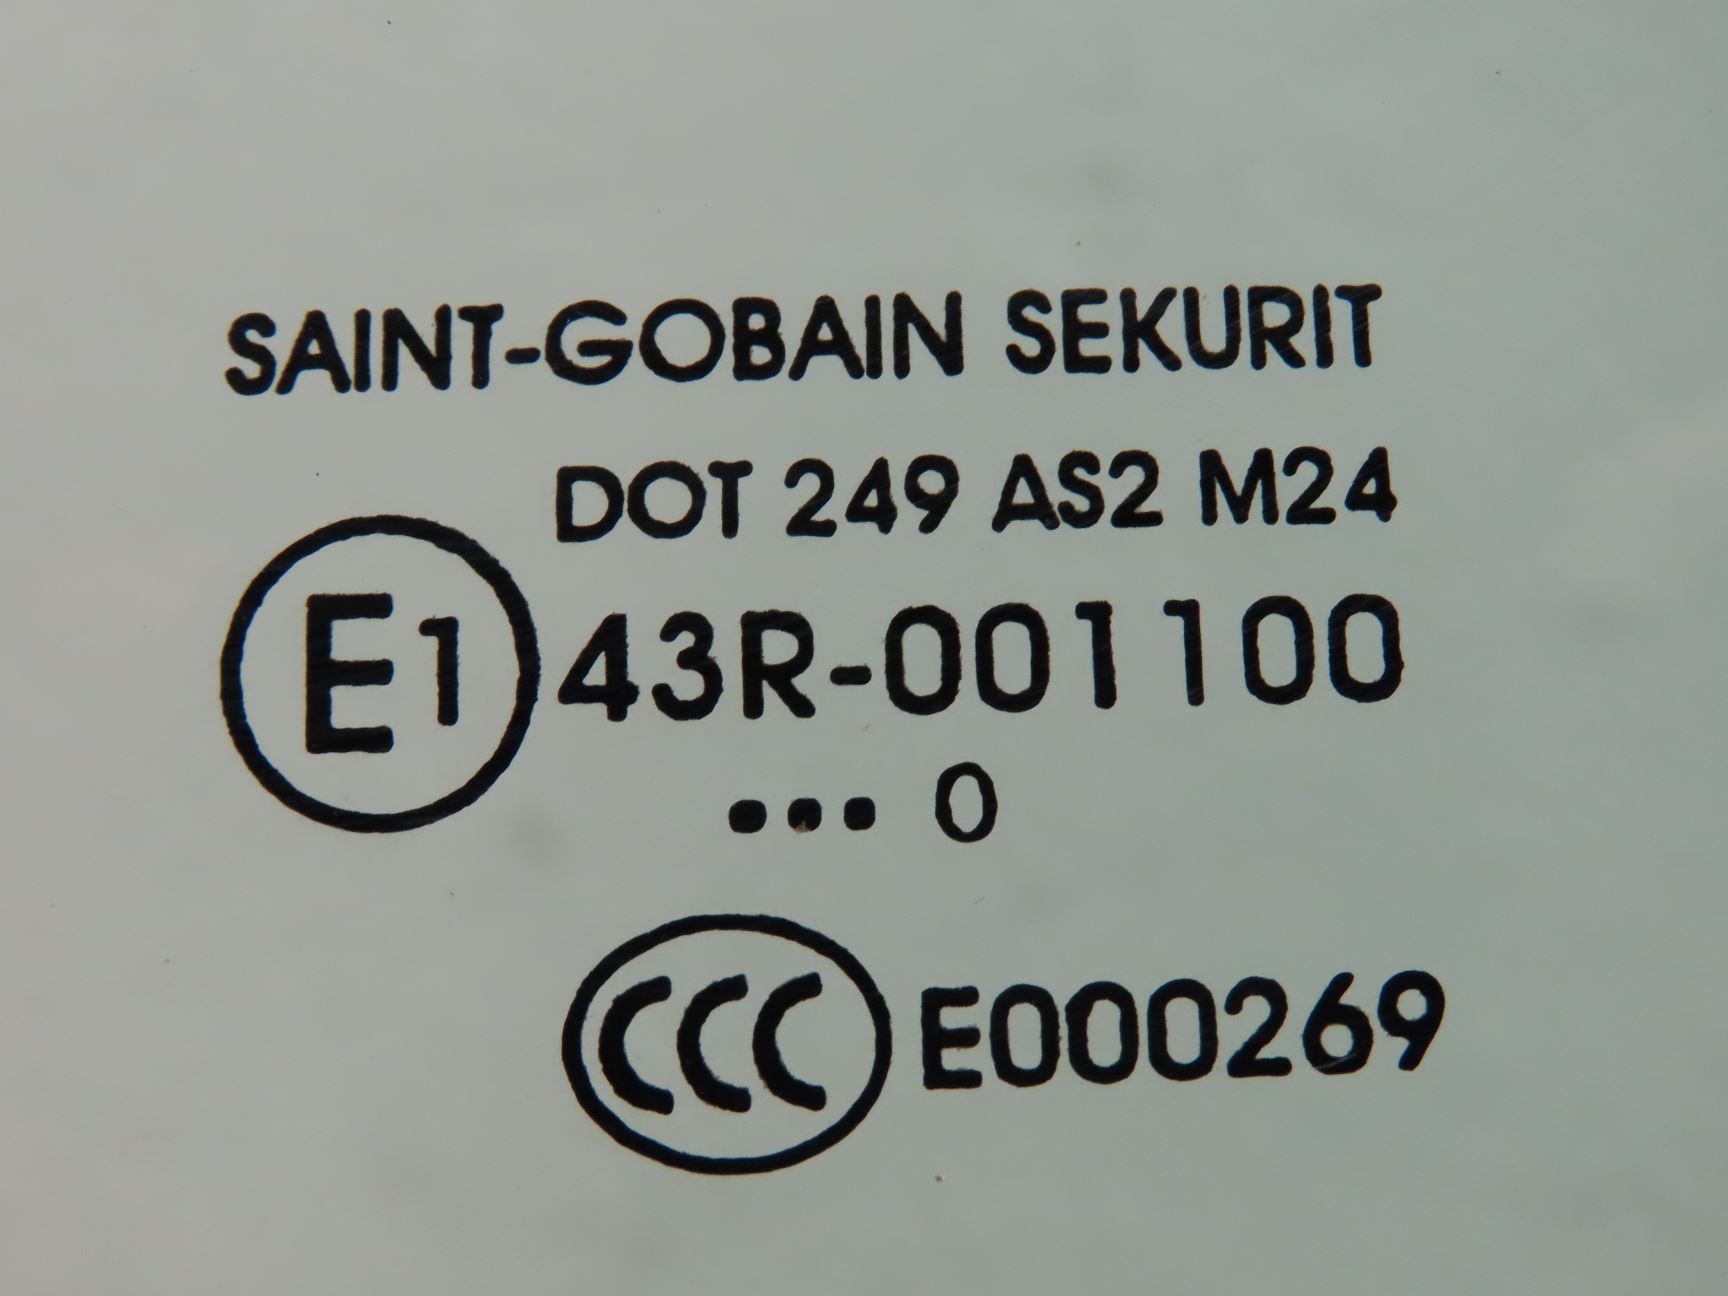 SAINT-GOBAIN SEKURIT
DOT 249 AS2 M24
E1 43R-001100
••• 0
CCC E000269